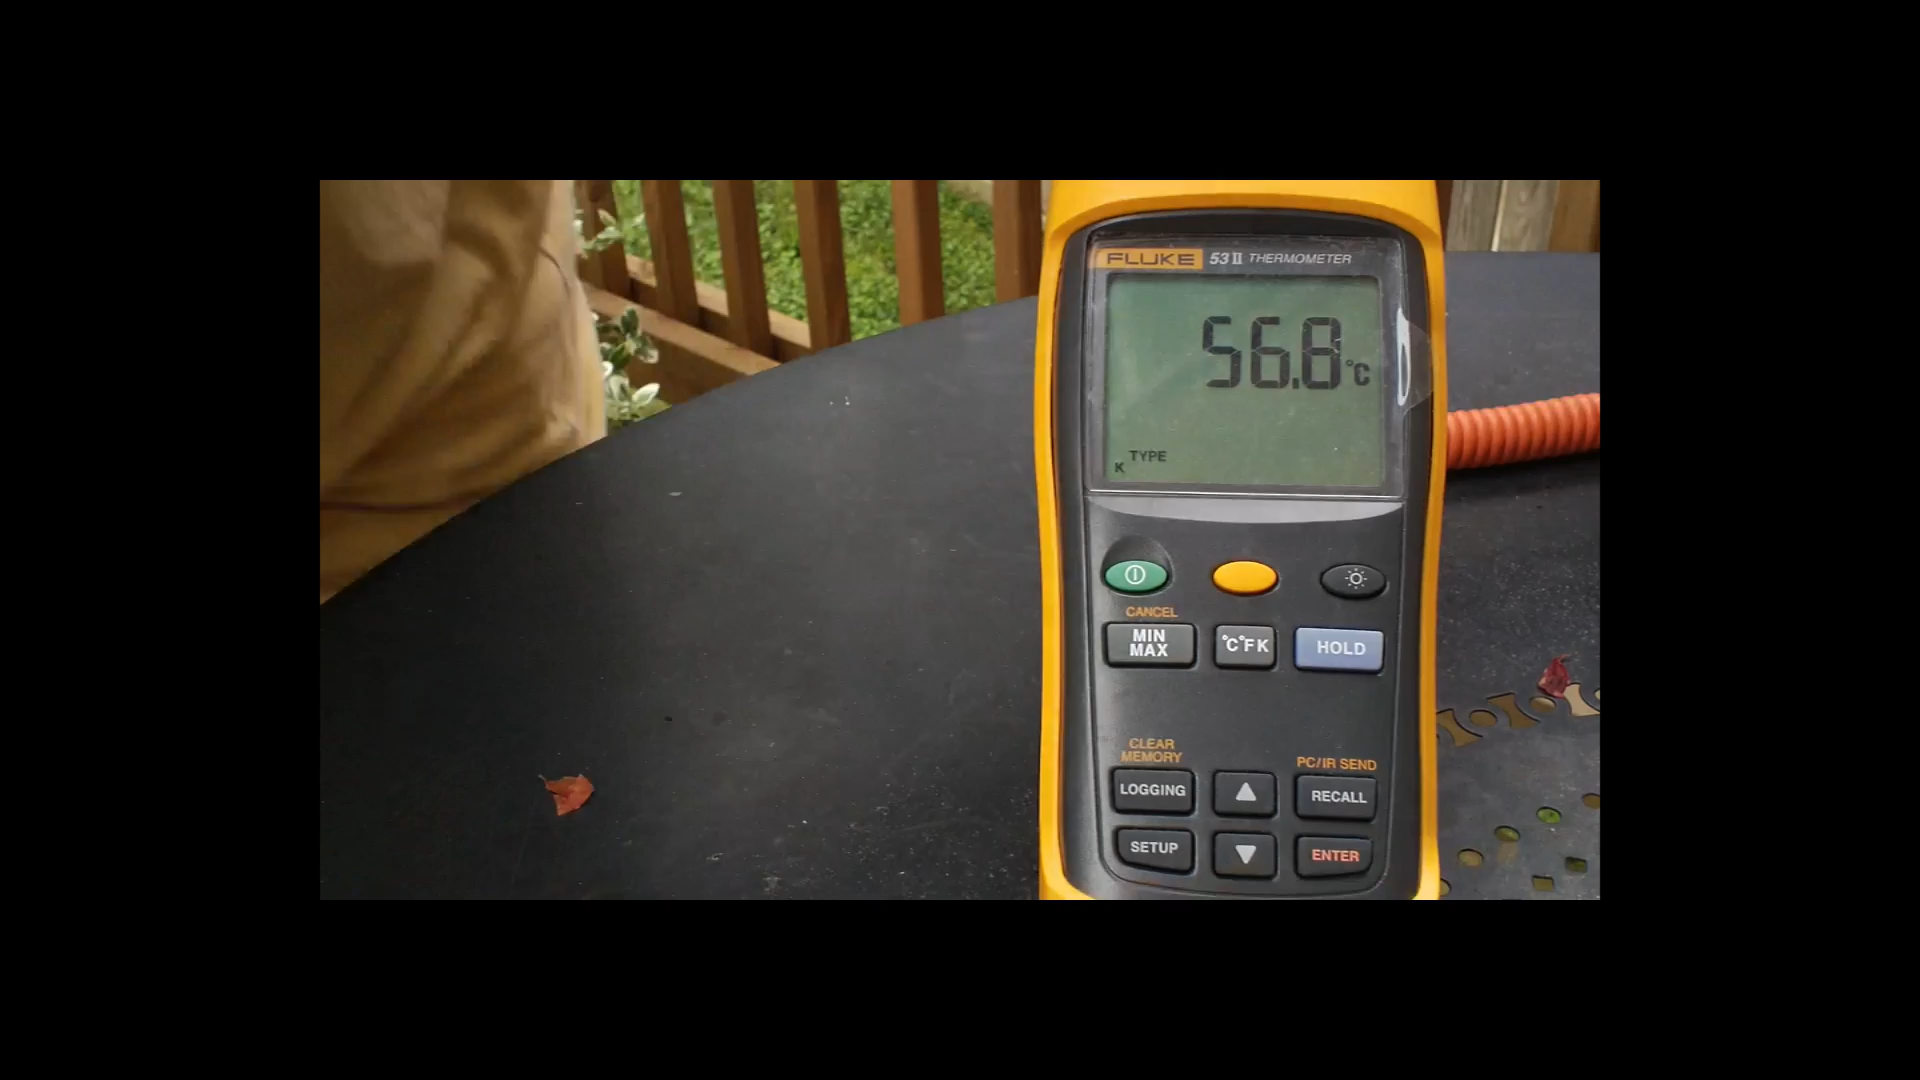 FLUKE 53 II THERMOMETER
56.8 °C
TYPE
K
CANCEL
MIN
MAX
°C°F K
HOLD
CLEAR
MEMORY
PC/IR SEND
LOGGING
RECALL
SETUP
ENTER